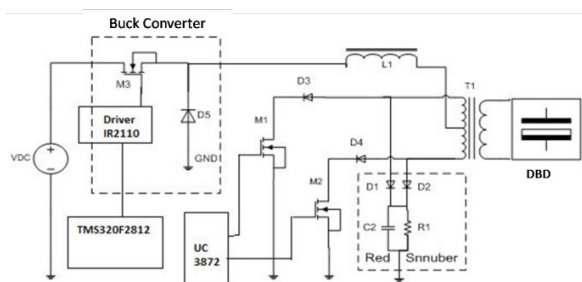 Buck Converter
M3
L1
T1
D3
Driver
IR2110
D5
M1
VDC
GND
D4
DBD
M2
D1
D2
TMS320F2812
UC
3872
C2
R1
Red Snnuber